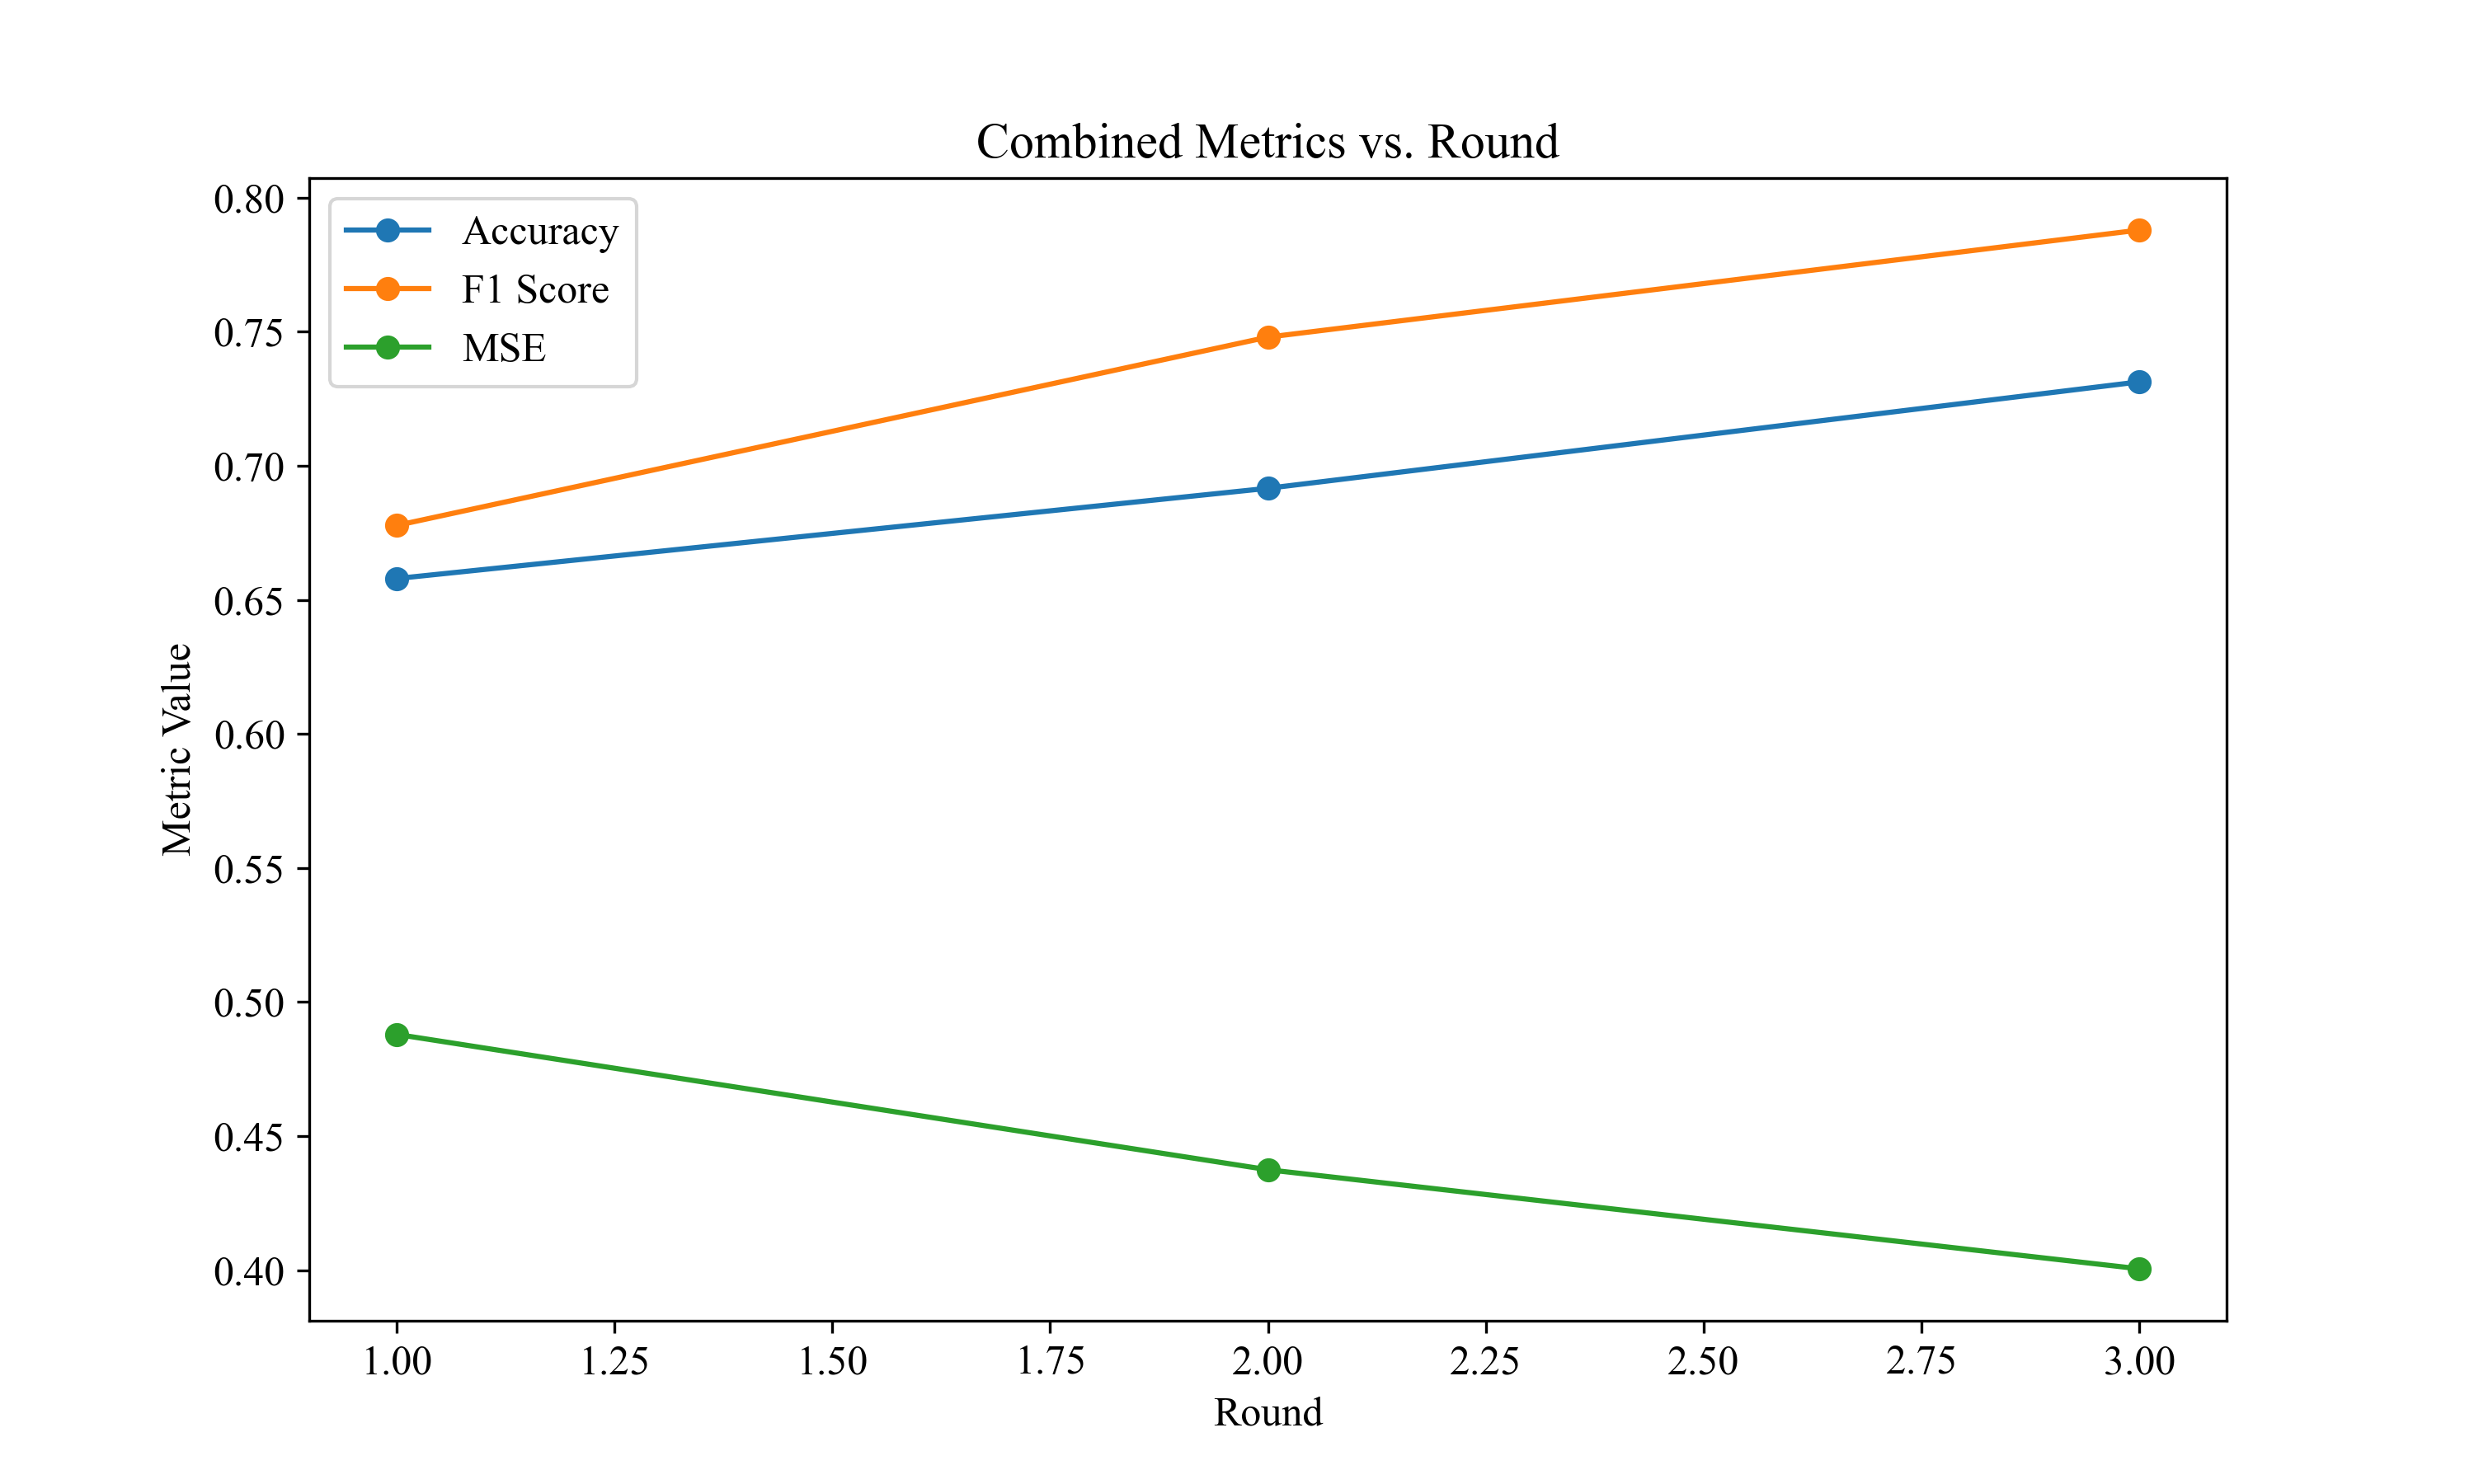 Combined Metrics vs. Round
Accuracy
F1 Score
MSE
Metric Value
0.80
0.75
0.70
0.65
0.60
0.55
0.50
0.45
0.40
1.00 1.25 1.50 1.75 2.00 2.25 2.50 2.75 3.00
Round